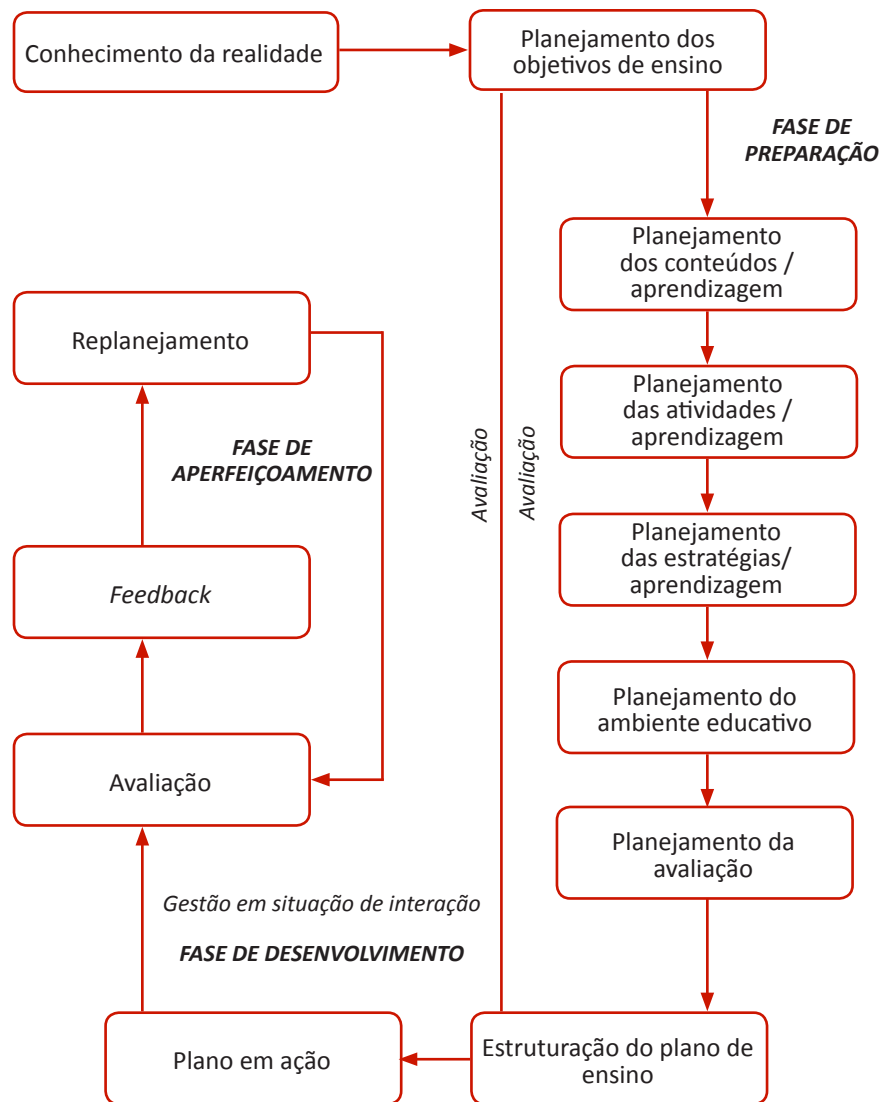 Conhecimento da realidade
Planejamento dos
objetivos de ensino
FASE DE
PREPARAÇÃO
Planejamento
dos conteúdos /
aprendizagem
Replanejamento
Planejamento
das atividades /
aprendizagem
FASE DE
APERFEIÇOAMENTO
Avaliação
Avaliação
Planejamento
das estratégias/
aprendizagem
Feedback
Planejamento do
ambiente educativo
Avaliação
Planejamento da
avaliação
Gestão em situação de interação
FASE DE DESENVOLVIMENTO
Estruturação do plano de
ensino
Plano em ação